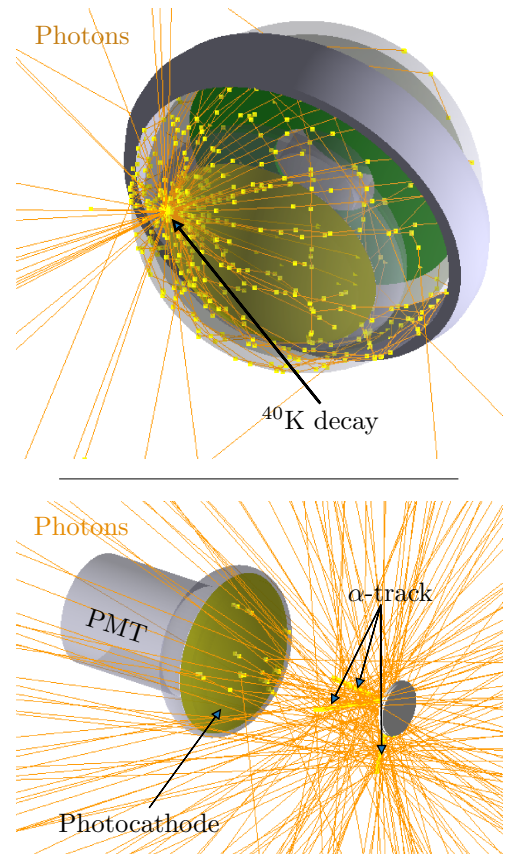 Photons
⁴⁰K decay
Photons
α-track
PMT
Photocathode